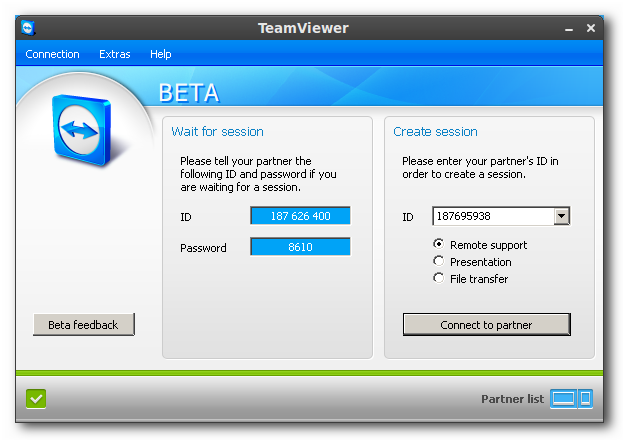 TeamViewer
Connection Extras Help
BETA
Wait for session
Please tell your partner the
following ID and password if you
are waiting for a session.
ID 187 626 400
Password 8610
Create session
Please enter your partner's ID in
order to create a session.
ID 187695938
Remote support
Presentation
File transfer
Connect to partner
Beta feedback
Partner list